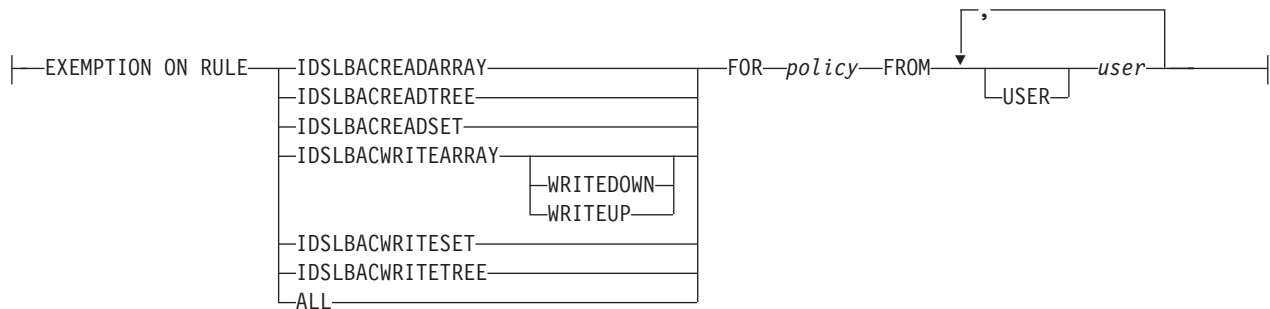 ,
EXEMPTION ON RULE IDSLBACREADARRAY FOR policy FROM user
IDSLBACREADTREE USER
IDSLBACREADSET
IDSLBACWRITEARRAY
WRITEDOWN
WRITEUP
IDSLBACWRITESET
IDSLBACWRITETREE
ALL